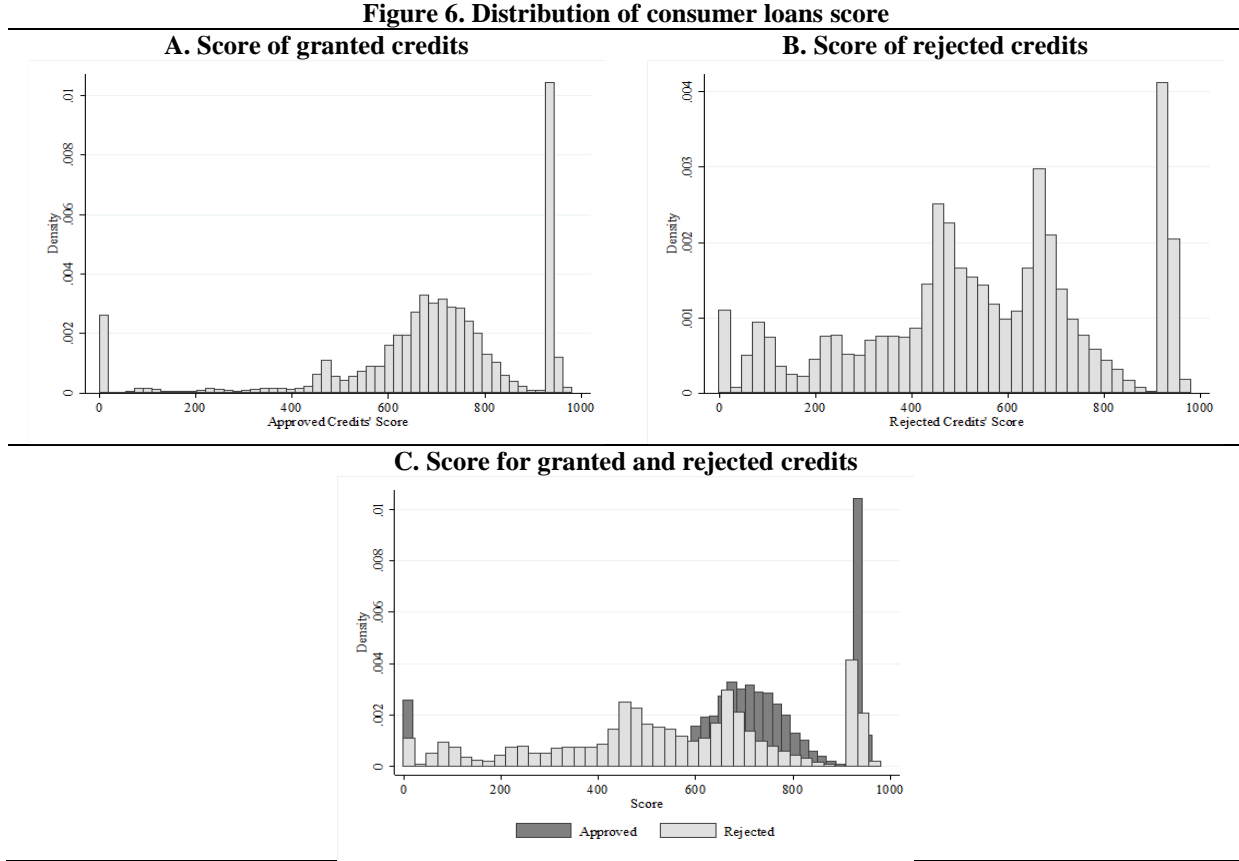 Figure 6. Distribution of consumer loans score
A. Score of granted credits
B. Score of rejected credits
Density
0
.002
.004
.006
.008
.01
0 200 400 600 800 1000
Approved Credits' Score
Density
0
.001
.002
.003
.004
0 200 400 600 800 1000
Rejected Credits' Score
C. Score for granted and rejected credits
Density
0
.002
.004
.006
.008
.01
0 200 400 600 800 1000
Score
Approved Rejected